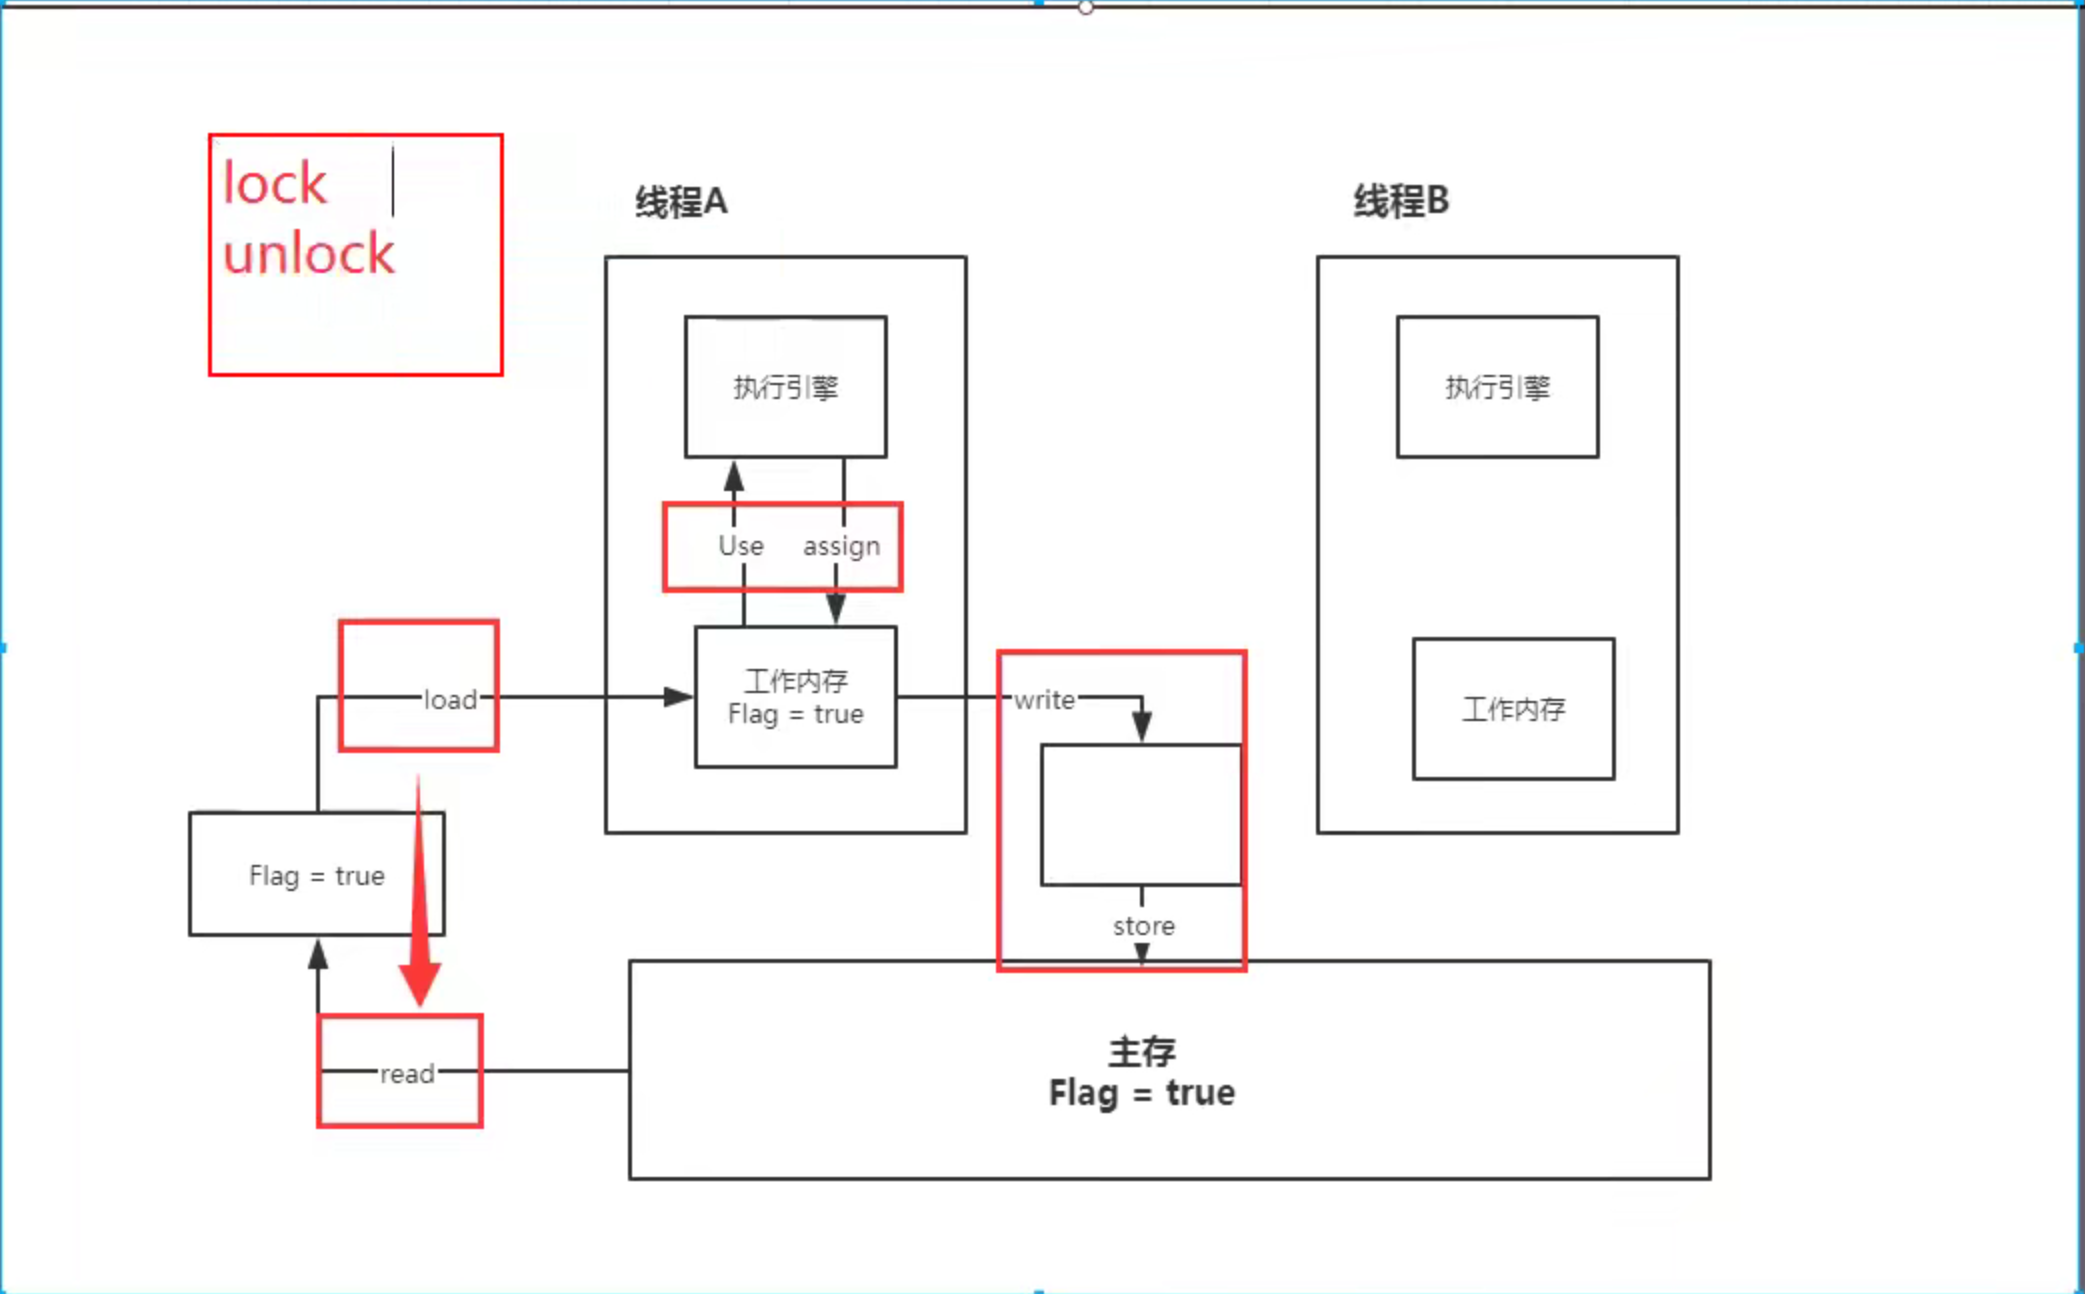 lock
unlock
线程A
线程B
执行引擎
执行引擎
Use
assign
load
工作内存
Flag = true
write
工作内存
Flag = true
store
主存
Flag = true
read